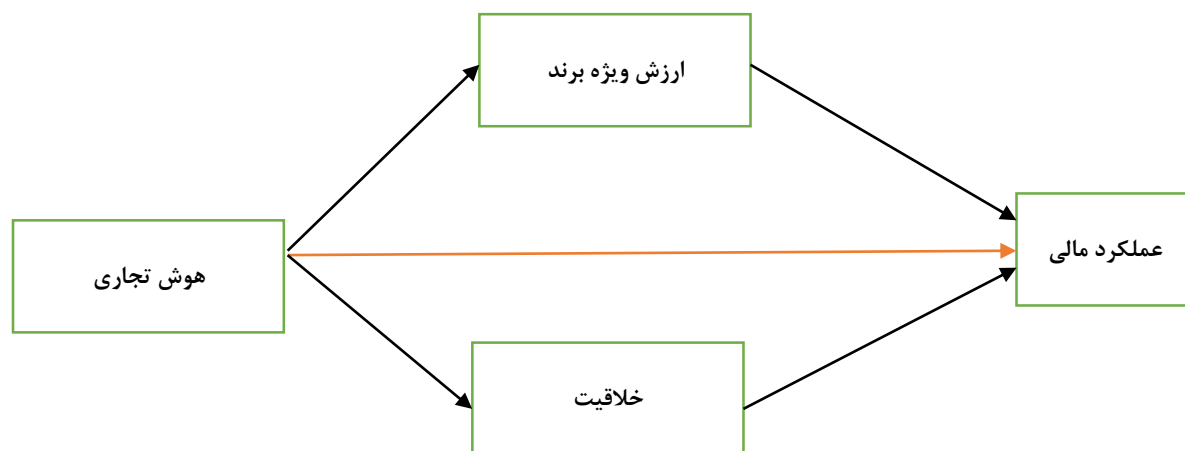 ارزش ویژه برند
عملکرد مالی
هوش تجاری
خلاقیت